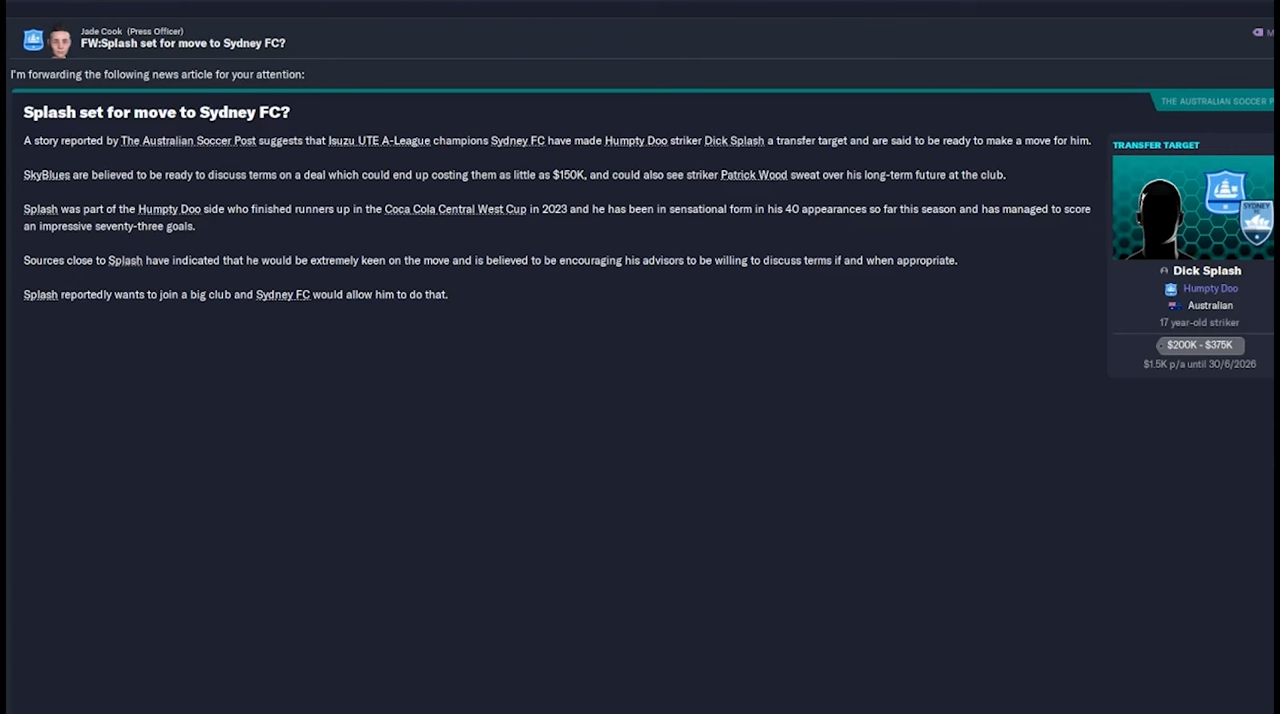 Jade Cook (Press Officer)
FW:Splash set for move to Sydney FC?
I'm forwarding the following news article for your attention:
Splash set for move to Sydney FC?
THE AUSTRALIAN SOCCER P
A story reported by The Australian Soccer Post suggests that Isuzu UTE A-League champions Sydney FC have made Humpty Doo striker Dick Splash a transfer target and are said to be ready to make a move for him.
SkyBlues are believed to be ready to discuss terms on a deal which could end up costing them as little as $150K, and could also see striker Patrick Wood sweat over his long-term future at the club.
Splash was part of the Humpty Doo side who finished runners up in the Coca Cola Central West Cup in 2023 and he has been in sensational form in his 40 appearances so far this season and has managed to score
an impressive seventy-three goals.
Sources close to Splash have indicated that he would be extremely keen on the move and is believed to be encouraging his advisors to be willing to discuss terms if and when appropriate.
Splash reportedly wants to join a big club and Sydney FC would allow him to do that.
TRANSFER TARGET
SYDNEY
Dick Splash
Humpty Doo
Australian
17 year-old striker
$200K - $375K
$1.5K p/a until 30/6/2026